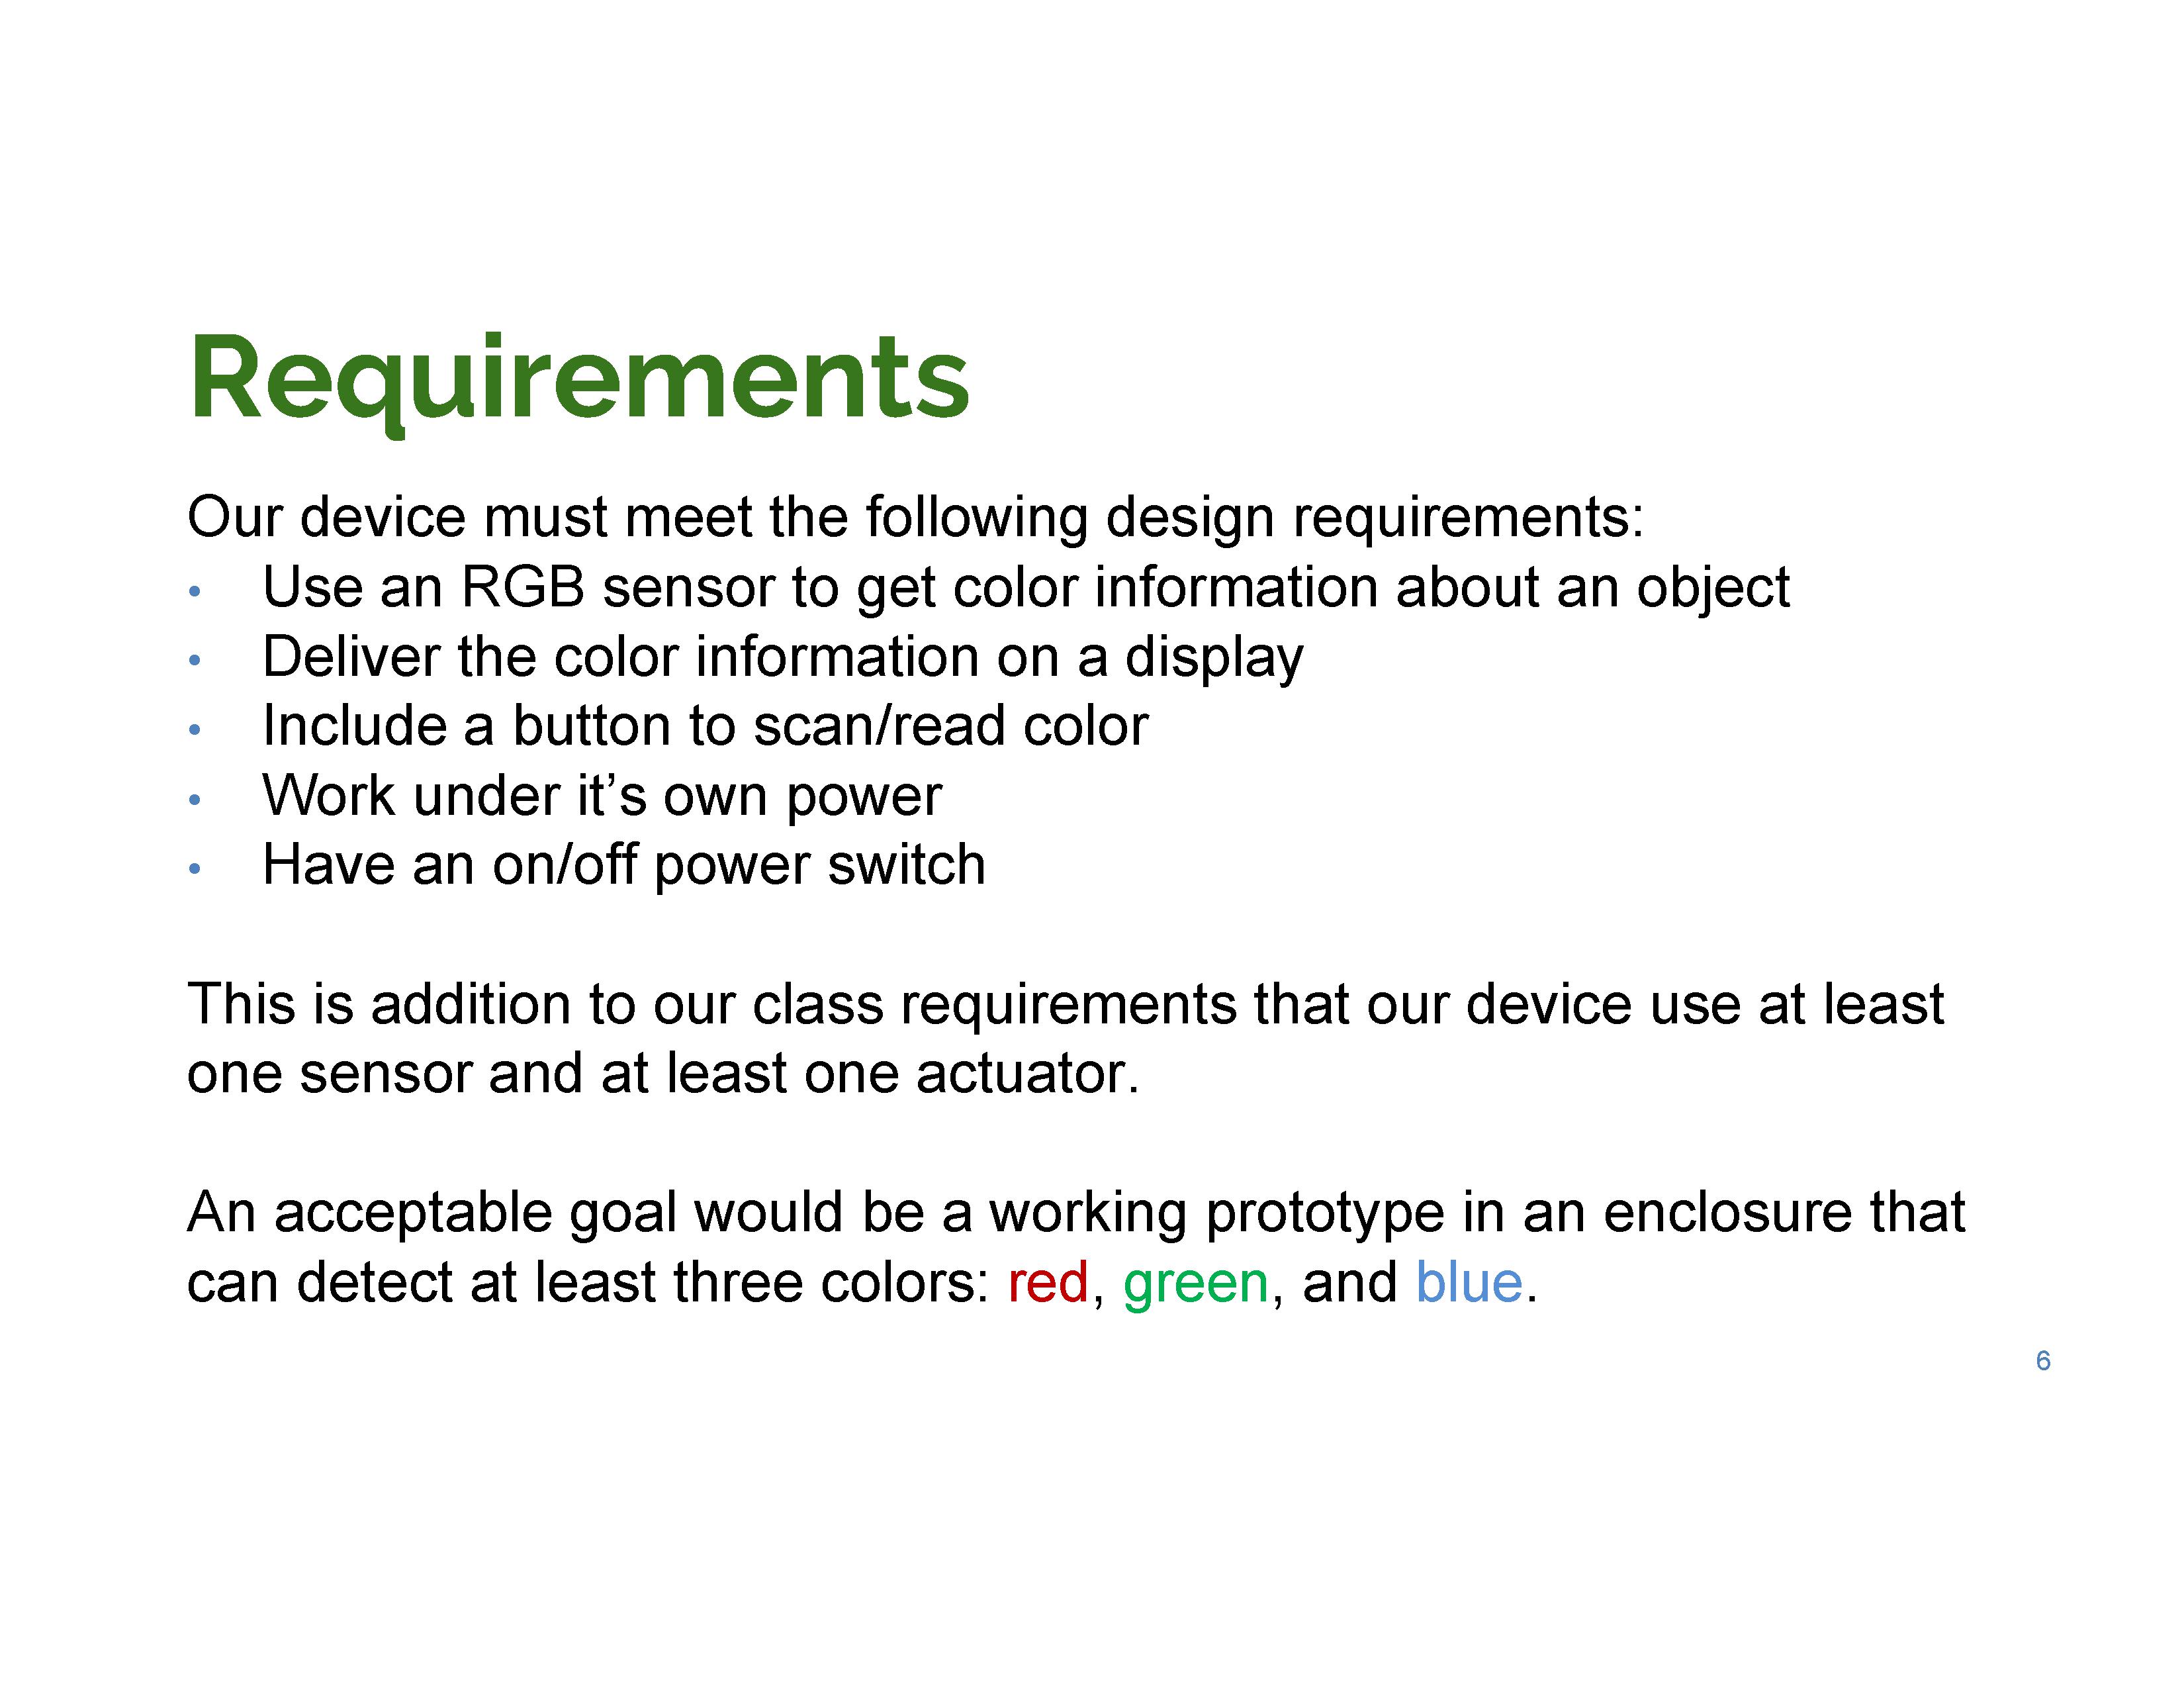 Requirements
Our device must meet the following design requirements:
• Use an RGB sensor to get color information about an object
• Deliver the color information on a display
• Include a button to scan/read color
• Work under it’s own power
• Have an on/off power switch
This is addition to our class requirements that our device use at least
one sensor and at least one actuator.
An acceptable goal would be a working prototype in an enclosure that
can detect at least three colors: red, green, and blue.
6